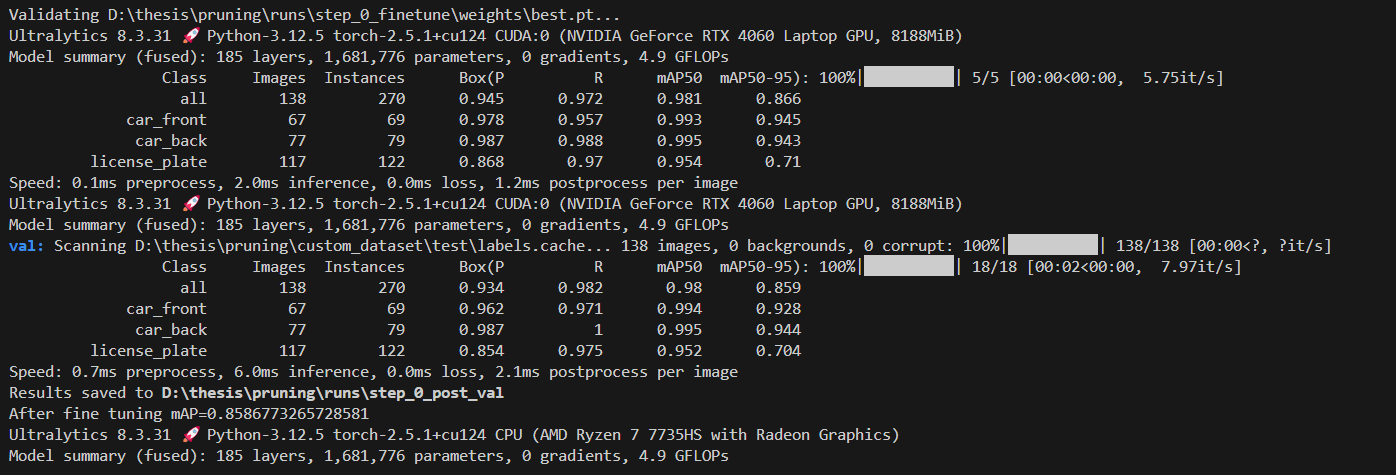 Validating D:\thesis\pruning\runs\step_0_finetune\weights\best.pt...
Ultralytics 8.3.31 🚀 Python-3.12.5 torch-2.5.1+cu124 CUDA:0 (NVIDIA GeForce RTX 4060 Laptop GPU, 8188MiB)
Model summary (fused): 185 layers, 1,681,776 parameters, 0 gradients, 4.9 GFLOPs
Class Images Instances Box(P R mAP50 mAP50-95): 100%|██████████| 5/5 [00:00<00:00, 5.75it/s]
all 138 270 0.945 0.972 0.981 0.866
car_front 67 69 0.978 0.957 0.993 0.945
car_back 77 79 0.987 0.988 0.995 0.943
license_plate 117 122 0.868 0.97 0.954 0.71
Speed: 0.1ms preprocess, 2.0ms inference, 0.0ms loss, 1.2ms postprocess per image
Ultralytics 8.3.31 🚀 Python-3.12.5 torch-2.5.1+cu124 CUDA:0 (NVIDIA GeForce RTX 4060 Laptop GPU, 8188MiB)
Model summary (fused): 185 layers, 1,681,776 parameters, 0 gradients, 4.9 GFLOPs
val: Scanning D:\thesis\pruning\custom_dataset\test\labels.cache... 138 images, 0 backgrounds, 0 corrupt: 100%|██████████| 138/138 [00:00<?, ?it/s]
Class Images Instances Box(P R mAP50 mAP50-95): 100%|██████████| 18/18 [00:02<00:00, 7.97it/s]
all 138 270 0.934 0.982 0.98 0.859
car_front 67 69 0.962 0.971 0.994 0.928
car_back 77 79 0.987 1 0.995 0.944
license_plate 117 122 0.854 0.975 0.952 0.704
Speed: 0.7ms preprocess, 6.0ms inference, 0.0ms loss, 2.1ms postprocess per image
Results saved to D:\thesis\pruning\runs\step_0_post_val
After fine tuning mAP=0.8586773265728581
Ultralytics 8.3.31 🚀 Python-3.12.5 torch-2.5.1+cu124 CPU (AMD Ryzen 7 7735HS with Radeon Graphics)
Model summary (fused): 185 layers, 1,681,776 parameters, 0 gradients, 4.9 GFLOPs